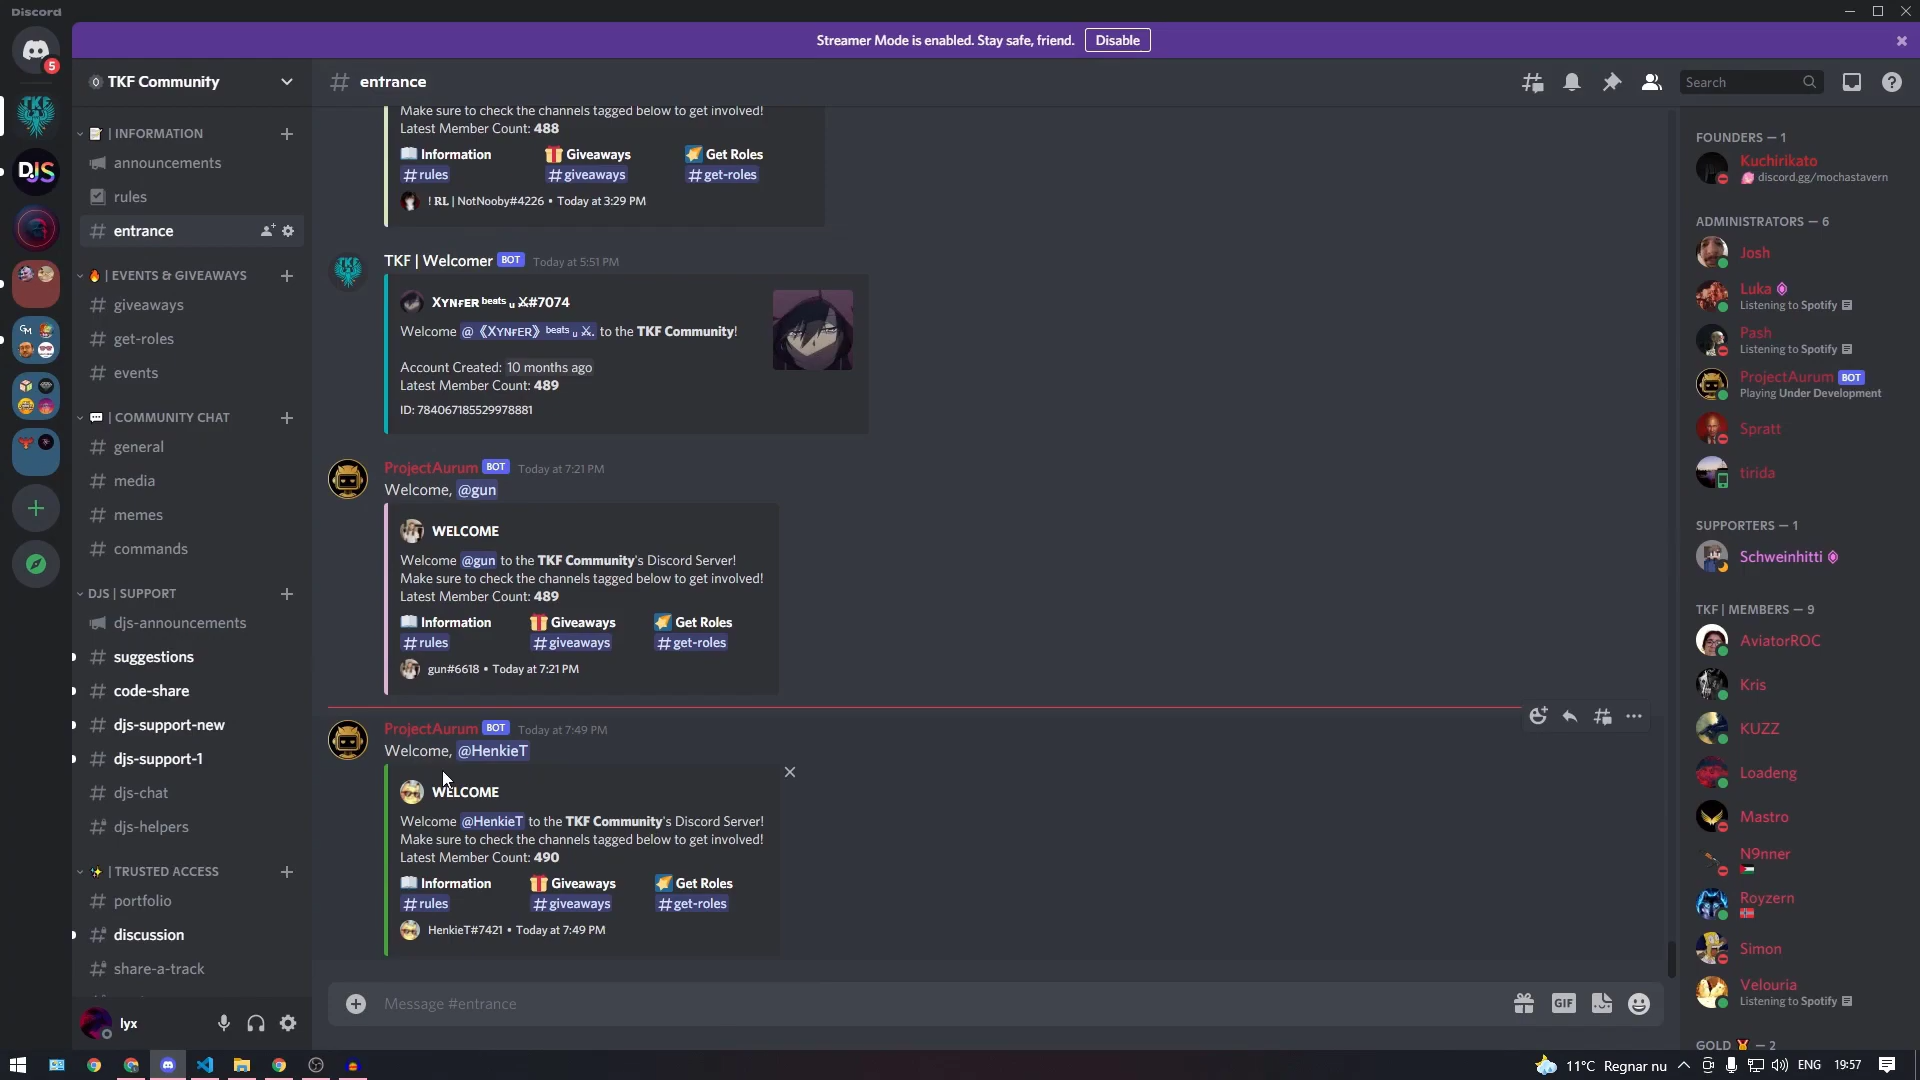 Discord
Streamer Mode is enabled. Stay safe, friend.
Disable
5
TKF Community
entrance
Search
| INFORMATION
announcements
rules
entrance
| EVENTS & GIVEAWAYS
giveaways
get-roles
events
| COMMUNITY CHAT
general
media
memes
commands
DJS | SUPPORT
djs-announcements
suggestions
code-share
djs-support-new
djs-support-1
djs-chat
djs-helpers
| TRUSTED ACCESS
portfolio
discussion
share-a-track
lyx
Make sure to check the channels tagged below to get involved!
Latest Member Count: 488
Information Giveaways Get Roles
#rules #giveaways #get-roles
! RL | NotNooby#4226 • Today at 3:29 PM
TKF | Welcomer BOT Today at 5:51 PM
XYNFER beats u ⚔#7074
Welcome @《XYNFER》 beats u ⚔. to the TKF Community!
Account Created: 10 months ago
Latest Member Count: 489
ID: 784067185529978881
ProjectAurum BOT Today at 7:21 PM
Welcome, @gun
WELCOME
Welcome @gun to the TKF Community's Discord Server!
Make sure to check the channels tagged below to get involved!
Latest Member Count: 489
Information Giveaways Get Roles
#rules #giveaways #get-roles
gun#6618 • Today at 7:21 PM
ProjectAurum BOT Today at 7:49 PM
Welcome, @HenkieT
WELCOME
Welcome @HenkieT to the TKF Community's Discord Server!
Make sure to check the channels tagged below to get involved!
Latest Member Count: 490
Information Giveaways Get Roles
#rules #giveaways #get-roles
HenkieT#7421 • Today at 7:49 PM
Message #entrance
GIF
FOUNDERS — 1
Kuchirikato
discord.gg/mochastavern
ADMINISTRATORS — 6
Josh
Luka
Listening to Spotify
Pash
Listening to Spotify
ProjectAurum BOT
Playing Under Development
Spratt
tirida
SUPPORTERS — 1
Schweinhitti
TKF | MEMBERS — 9
AviatorROC
Kris
KUZZ
Loadeng
Mastro
N9nner
Royzern
Simon
Velouria
Listening to Spotify
GOLD — 2
TKF
DJS
11°C Regnar nu
ENG
19:57